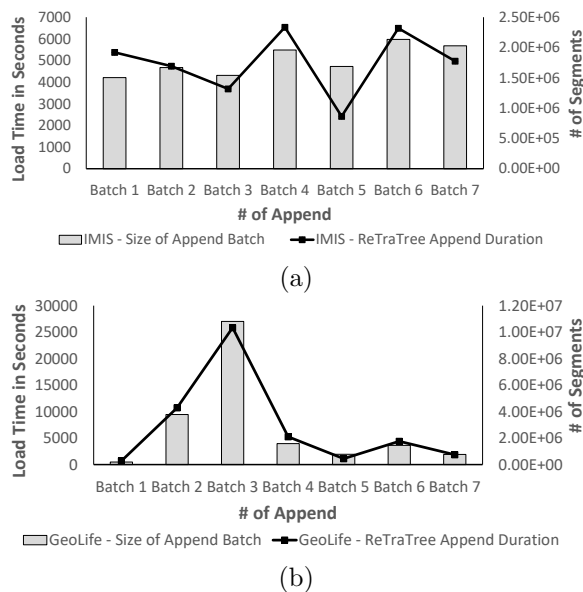 7000
6000
5000
4000
3000
2000
1000
0
Load Time in Seconds
2.50E+06
2.00E+06
1.50E+06
1.00E+06
5.00E+05
0.00E+00
# of Segments
Batch 1 Batch 2 Batch 3 Batch 4 Batch 5 Batch 6 Batch 7
# of Append
IMIS - Size of Append Batch IMIS - ReTraTree Append Duration
(a)
30000
25000
20000
15000
10000
5000
0
Load Time in Seconds
1.20E+07
1.00E+07
8.00E+06
6.00E+06
4.00E+06
2.00E+06
0.00E+00
# of Segments
Batch 1 Batch 2 Batch 3 Batch 4 Batch 5 Batch 6 Batch 7
# of Append
GeoLife - Size of Append Batch GeoLife - ReTraTree Append Duration
(b)